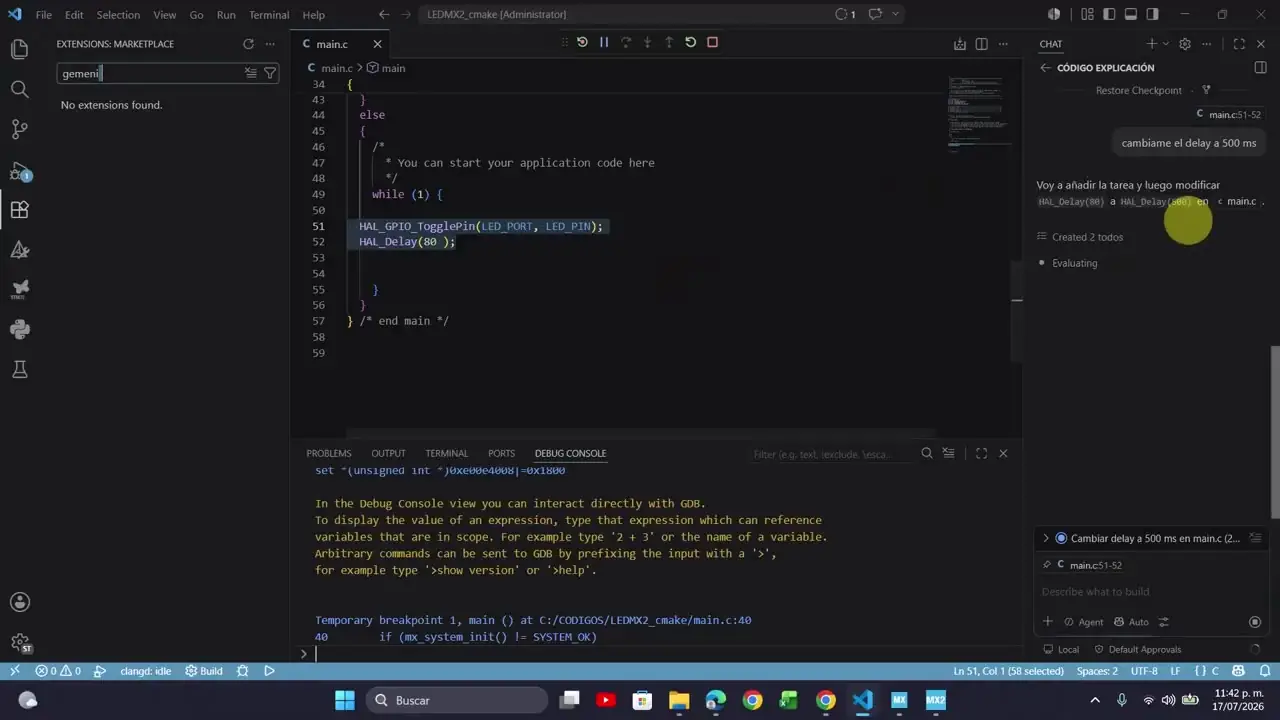 File Edit Selection View Go Run Terminal Help
LEDMX2_cmake [Administrator]
1
EXTENSIONS: MARKETPLACE
gemeni
No extensions found.
main.c
main.c > main
34 {
43 }
44 else
45 {
46 /*
47 * You can start your application code here
48 */
49 while (1) {
50
51 HAL_GPIO_TogglePin(LED_PORT, LED_PIN);
52 HAL_Delay(80 );
53
54
55 }
56 }
57 } /* end main */
58
59
PROBLEMS OUTPUT TERMINAL PORTS DEBUG CONSOLE
Filter (e.g. text, !exclude, \esca...
set *(unsigned int *)0xe00e4008|=0x1800
In the Debug Console view you can interact directly with GDB.
To display the value of an expression, type that expression which can reference
variables that are in scope. For example type '2 + 3' or the name of a variable.
Arbitrary commands can be sent to GDB by prefixing the input with a '>',
for example type '>show version' or '>help'.
Temporary breakpoint 1, main () at C:/CODIGOS/LEDMX2_cmake/main.c:40
40 if (mx_system_init() != SYSTEM_OK)
>
CHAT
CÓDIGO EXPLICACIÓN
Restore Checkpoint
C main.c:51-52
cambiame el delay a 500 ms
Voy a añadir la tarea y luego modificar
HAL_Delay(80) a HAL_Delay(500) en main.c .
Created 2 todos
Evaluating
Cambiar delay a 500 ms en main.c (2...
C main.c:51-52
Describe what to build
Agent Auto
Local Default Approvals
0 0 clangd: idle Build
Ln 51, Col 1 (58 selected) Spaces: 2 UTF-8 LF {} C
Buscar
MX
MX2
11:42 p. m.
17/07/2026